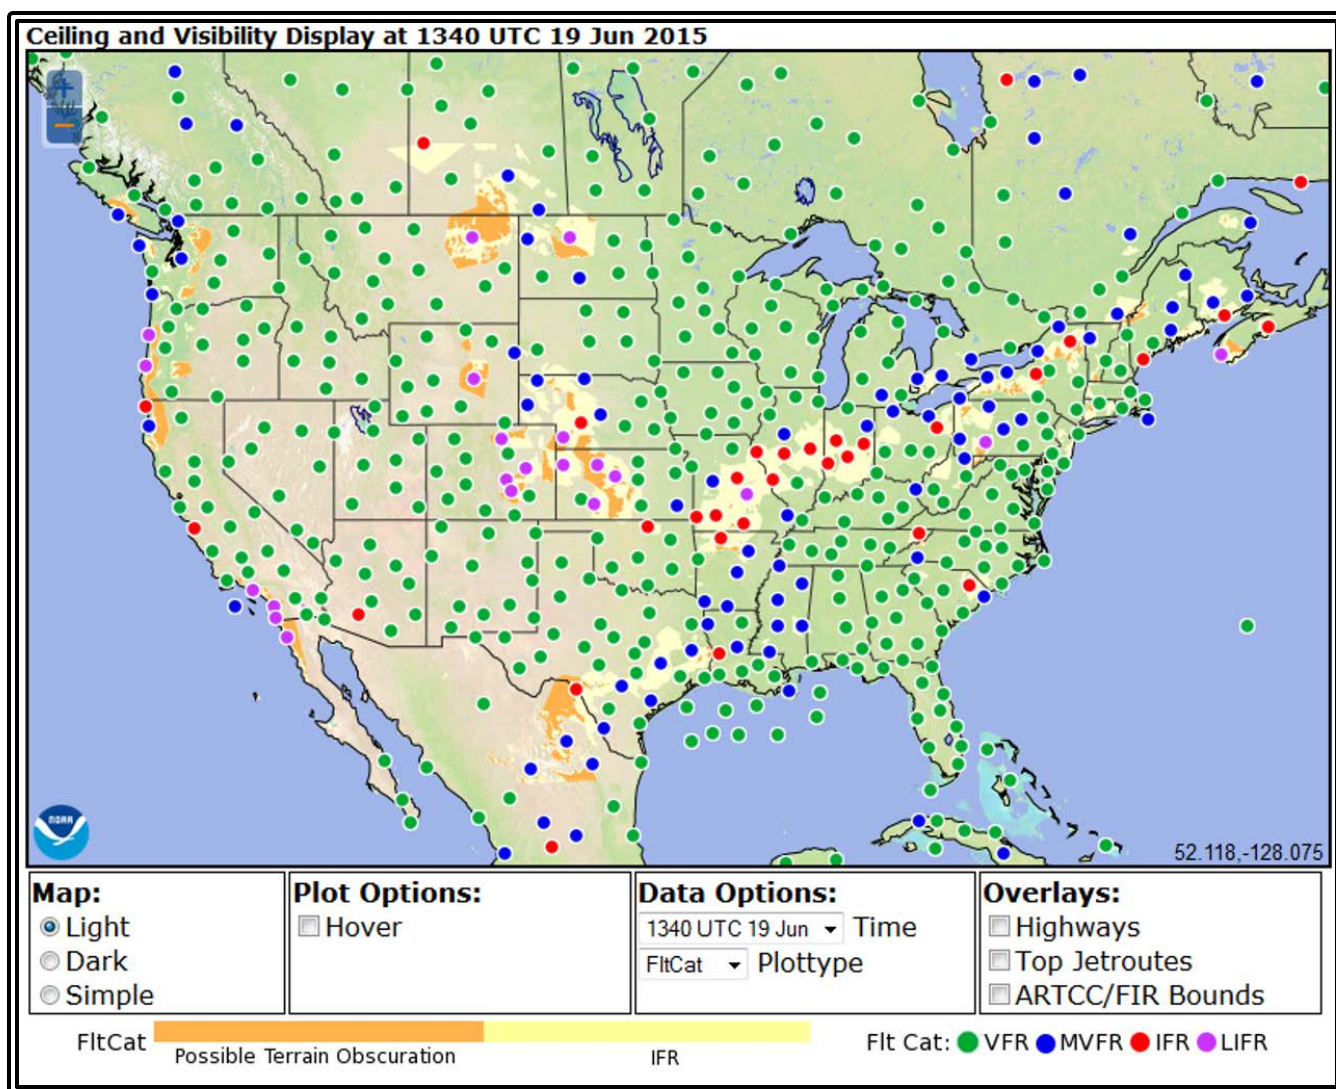 Ceiling and Visibility Display at 1340 UTC 19 Jun 2015
+
−
NOAA
52.118,-128.075
Map:
Light
Dark
Simple
Plot Options:
Hover
Data Options:
1340 UTC 19 Jun Time
FltCat Plottype
Overlays:
Highways
Top Jetroutes
ARTCC/FIR Bounds
FltCat
Possible Terrain Obscuration
IFR
Flt Cat: VFR MVFR IFR LIFR